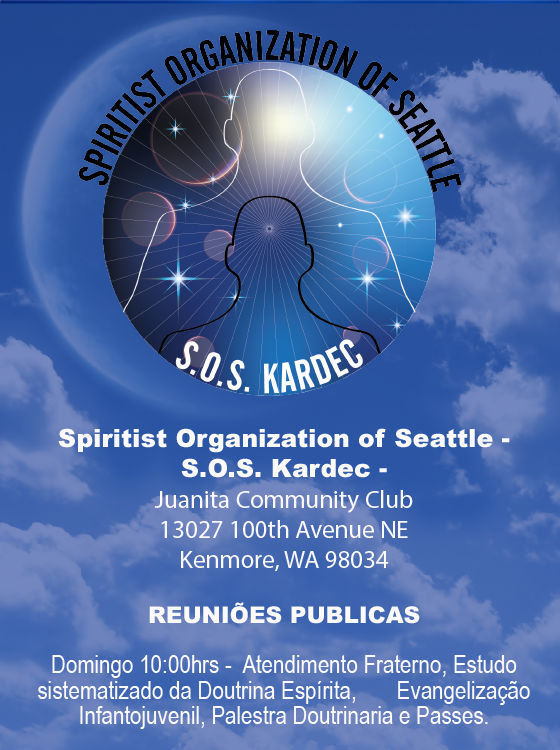 SPIRITIST ORGANIZATION OF SEATTLE
S.O.S. KARDEC
Spiritist Organization of Seattle -
S.O.S. Kardec -
Juanita Community Club
13027 100th Avenue NE
Kenmore, WA 98034
REUNIÕES PUBLICAS
Domingo 10:00hrs - Atendimento Fraterno, Estudo
sistematizado da Doutrina Espírita, Evangelização
Infantojuvenil, Palestra Doutrinaria e Passes.